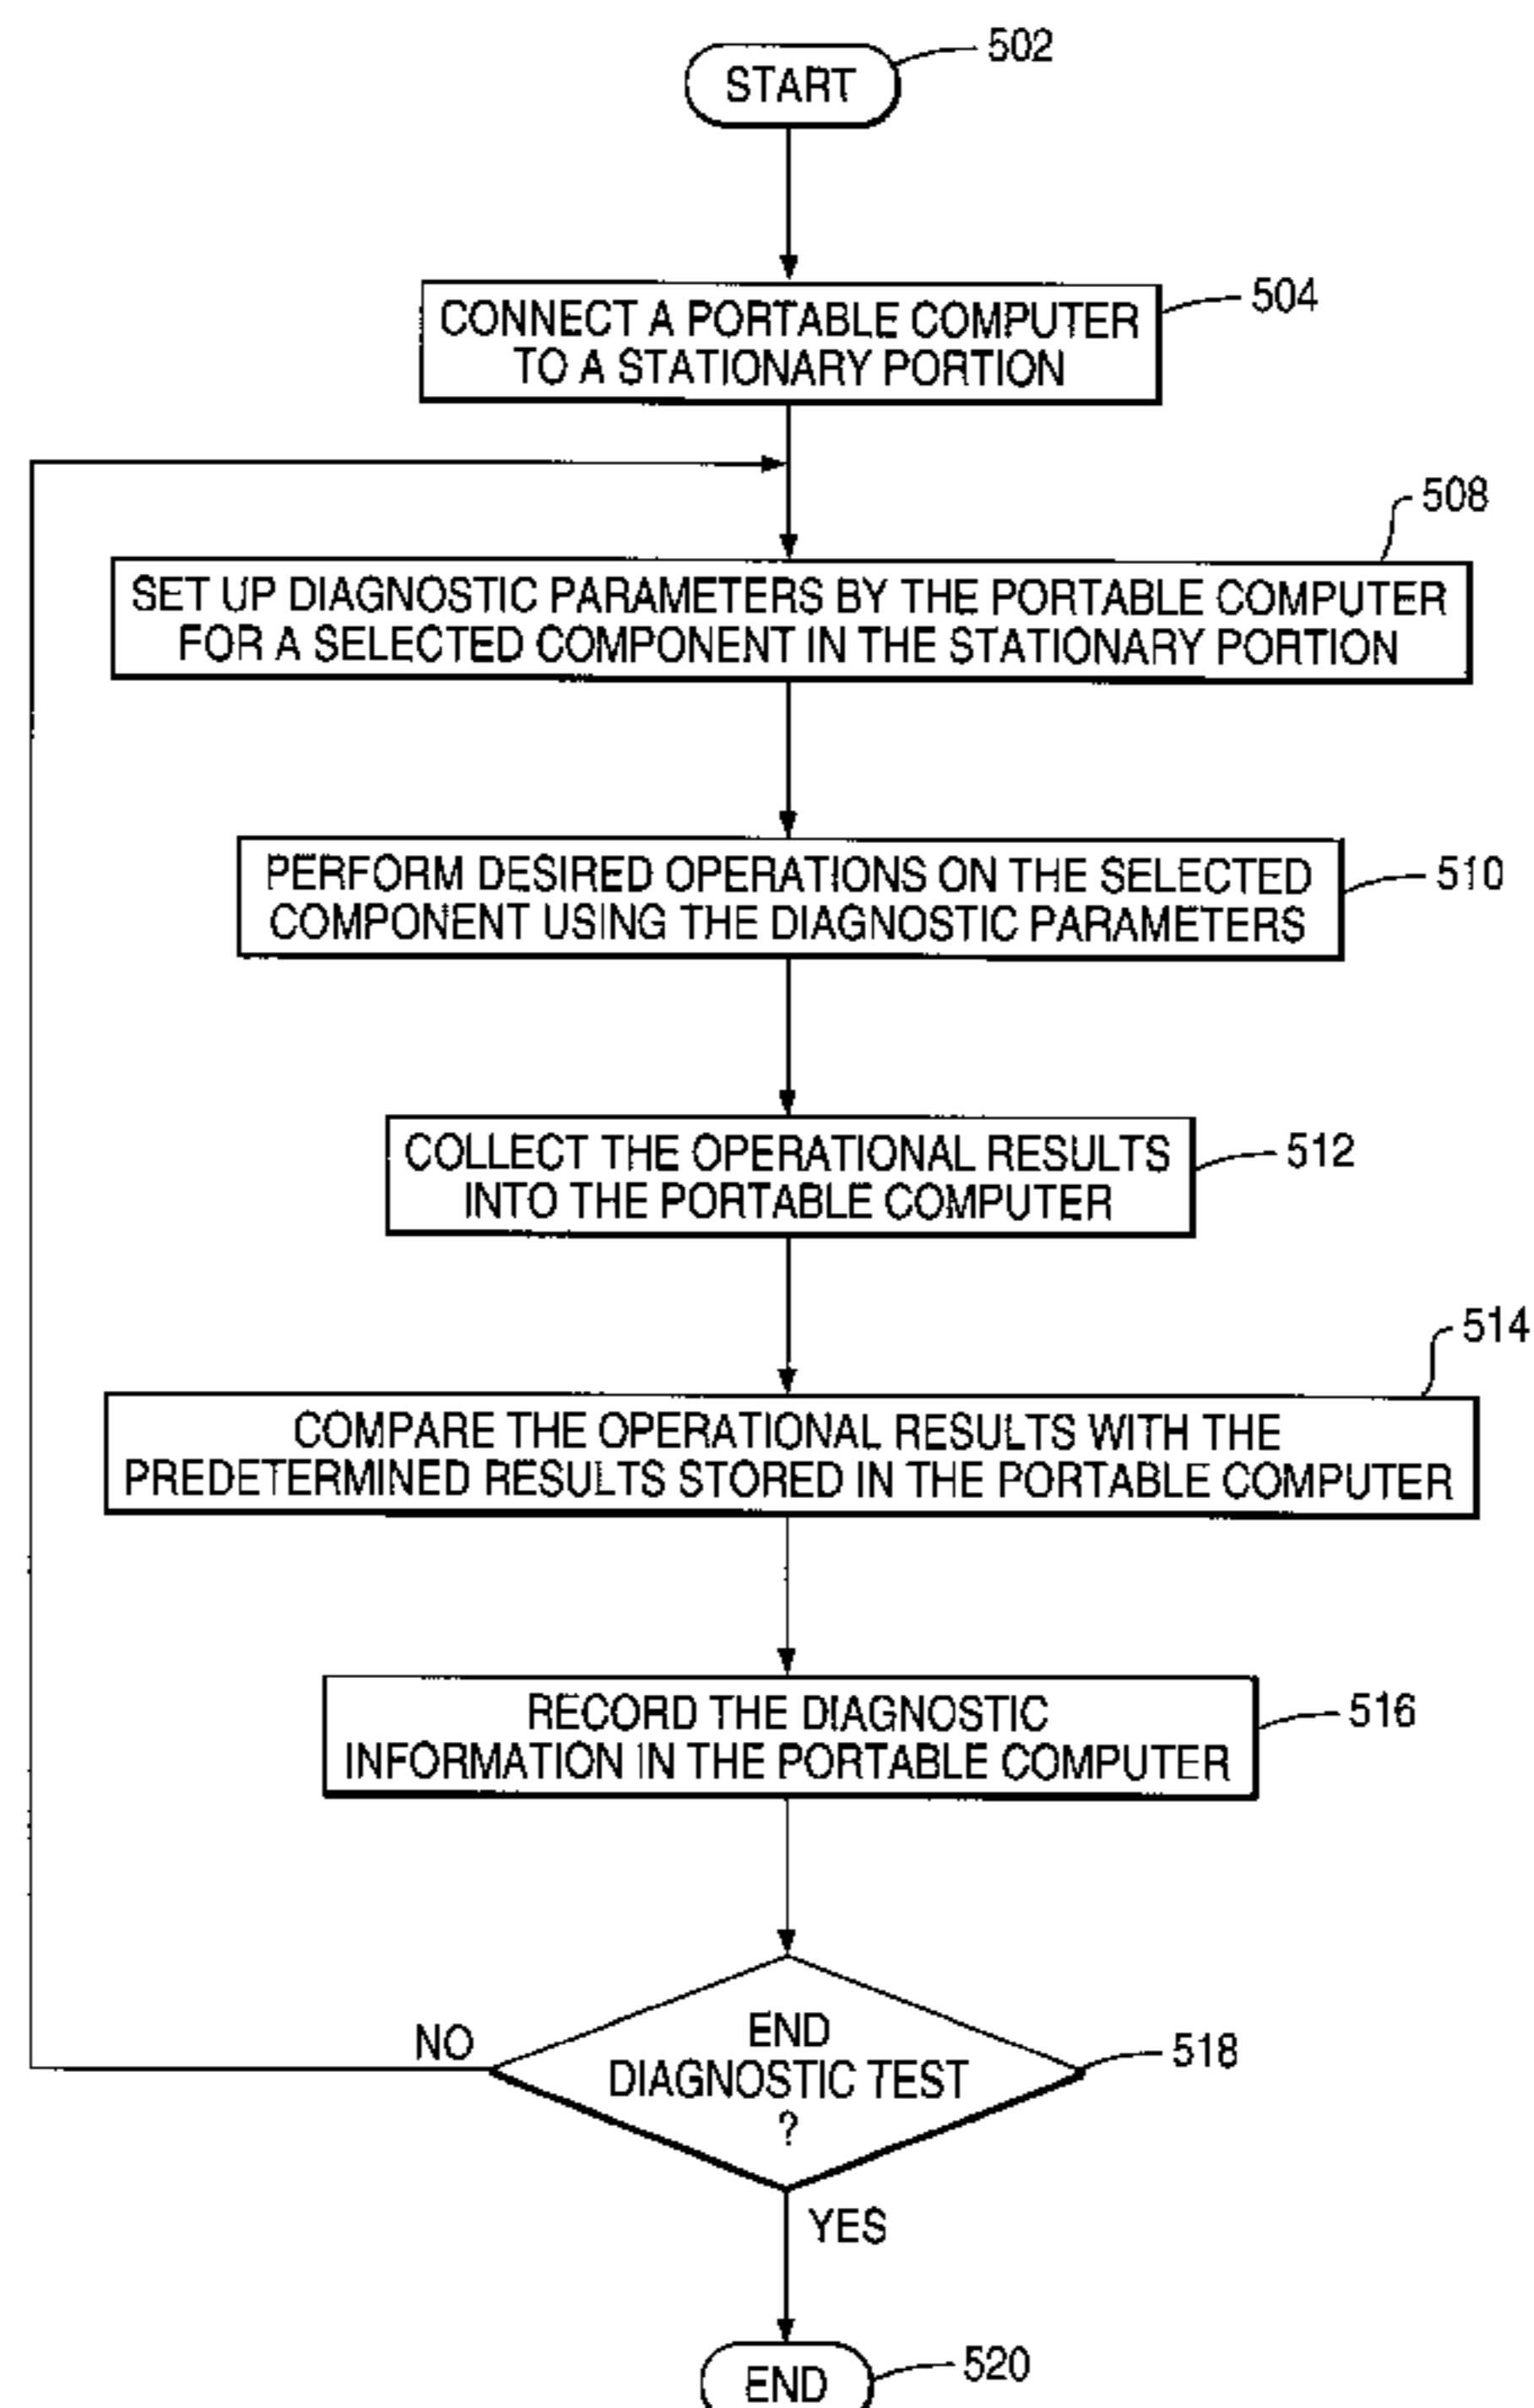 502
START
504
CONNECT A PORTABLE COMPUTER
TO A STATIONARY PORTION
508
SET UP DIAGNOSTIC PARAMETERS BY THE PORTABLE COMPUTER
FOR A SELECTED COMPONENT IN THE STATIONARY PORTION
510
PERFORM DESIRED OPERATIONS ON THE SELECTED
COMPONENT USING THE DIAGNOSTIC PARAMETERS
512
COLLECT THE OPERATIONAL RESULTS
INTO THE PORTABLE COMPUTER
514
COMPARE THE OPERATIONAL RESULTS WITH THE
PREDETERMINED RESULTS STORED IN THE PORTABLE COMPUTER
516
RECORD THE DIAGNOSTIC
INFORMATION IN THE PORTABLE COMPUTER
NO
END
DIAGNOSTIC TEST
?
518
YES
520
END